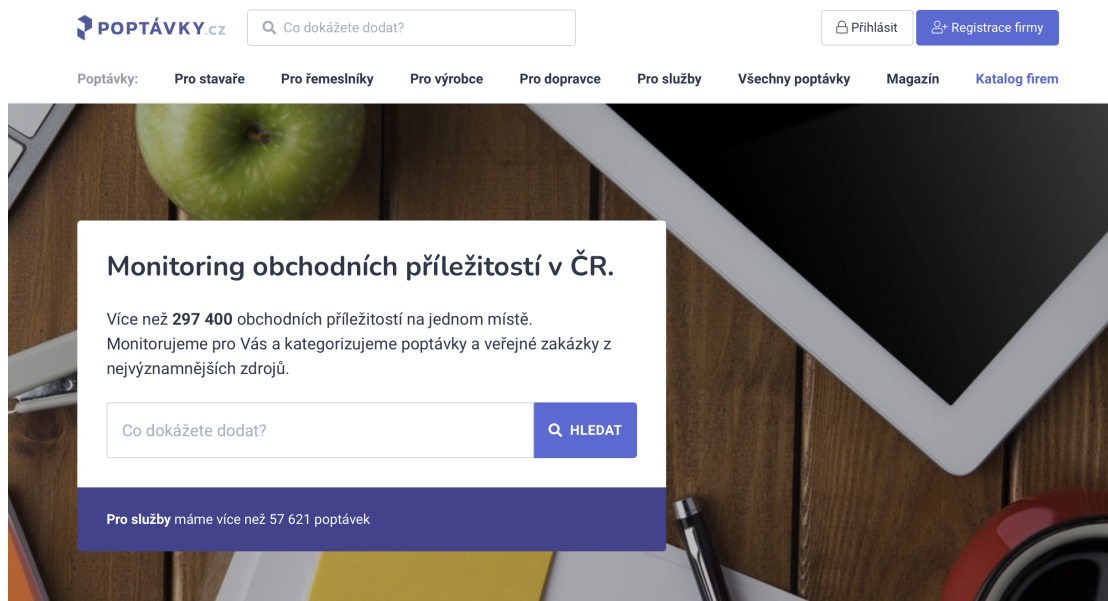 POPTÁVKY.CZ
Co dokážete dodat?
Přihlásit
Registrace firmy
Poptávky:
Pro stavaře
Pro řemeslníky
Pro výrobce
Pro dopravce
Pro služby
Všechny poptávky
Magazín
Katalog firem
Monitoring obchodních příležitostí v ČR.
Více než 297 400 obchodních příležitostí na jednom místě.
Monitorujeme pro Vás a kategorizujeme poptávky a veřejné zakázky z
nejvýznamnějších zdrojů.
Co dokážete dodat?
HLEDAT
Pro služby máme více než 57 621 poptávek